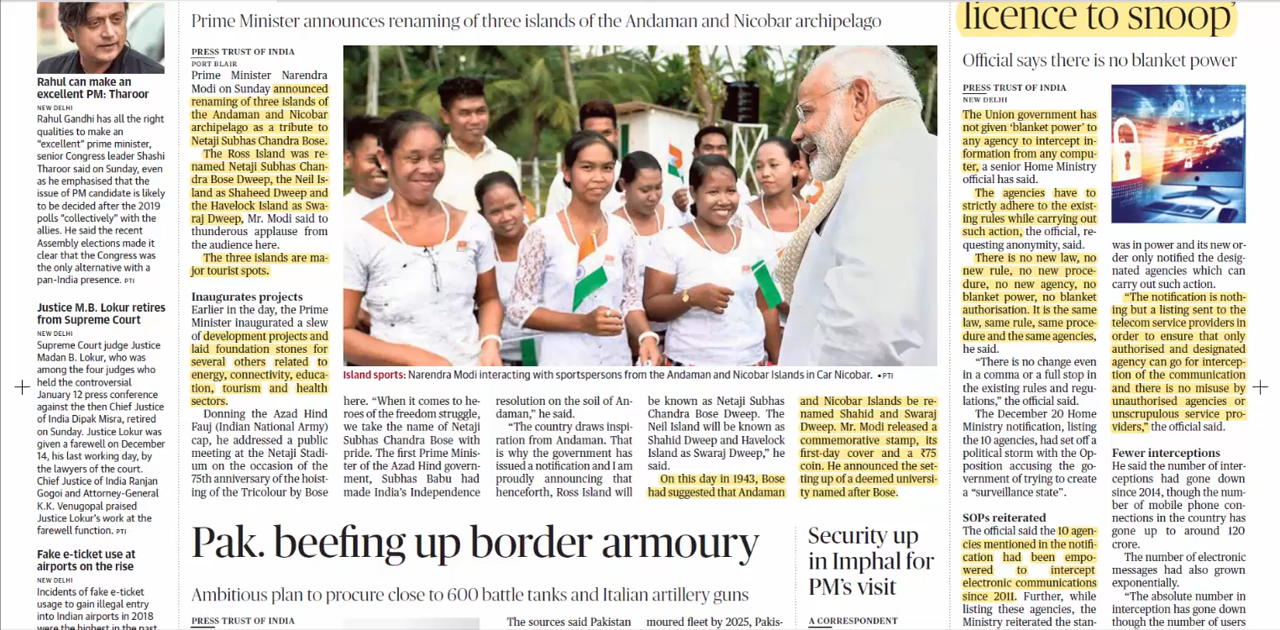 Rahul can make an
excellent PM: Tharoor
NEW DELHI
Rahul Gandhi has all the right
qualities to make an
"excellent" prime minister,
senior Congress leader Shashi
Tharoor said on Sunday, even
as he emphasised that the
issue of PM candidate is likely
to be decided after the 2019
polls "collectively" with the
allies. He said the recent
Assembly elections made it
clear that the Congress was
the only alternative with a
pan-India presence. PTI
Justice M.B. Lokur retires
from Supreme Court
NEW DELHI
Supreme Court judge Justice
Madan B. Lokur, who was
among the four judges who
held the controversial
January 12 press conference
against the then Chief Justice
of India Dipak Misra, retired
on Sunday. Justice Lokur was
given a farewell on December
14, his last working day, by
the lawyers of the court.
Chief Justice of India Ranjan
Gogoi and Attorney-General
K.K. Venugopal praised
Justice Lokur's work at the
farewell function. PTI
Fake e-ticket use at
airports on the rise
NEW DELHI
Incidents of fake e-ticket
usage to gain illegal entry
into Indian airports in 2018
were the highest in the past
Prime Minister announces renaming of three islands of the Andaman and Nicobar archipelago
PRESS TRUST OF INDIA
PORT BLAIR
Prime Minister Narendra
Modi on Sunday announced
renaming of three islands of
the Andaman and Nicobar
archipelago as a tribute to
Netaji Subhas Chandra Bose.
The Ross Island was re-
named Netaji Subhas Chan-
dra Bose Dweep, the Neil Is-
land as Shaheed Dweep and
the Havelock Island as Swa-
raj Dweep, Mr. Modi said to
thunderous applause from
the audience here.
The three islands are ma-
jor tourist spots.
Inaugurates projects
Earlier in the day, the Prime
Minister inaugurated a slew
of development projects and
laid foundation stones for
several others related to
energy, connectivity, educa-
tion, tourism and health
sectors.
Donning the Azad Hind
Fauj (Indian National Army)
cap, he addressed a public
meeting at the Netaji Stadi-
um on the occasion of the
75th anniversary of the hoist-
ing of the Tricolour by Bose
Island sports: Narendra Modi interacting with sportspersons from the Andaman and Nicobar Islands in Car Nicobar. •PTI
here. "When it comes to he-
roes of the freedom struggle,
we take the name of Netaji
Subhas Chandra Bose with
pride. The first Prime Minis-
ter of the Azad Hind govern-
ment, Subhas Babu had
made India's Independence
resolution on the soil of An-
daman," he said.
"The country draws inspi-
ration from Andaman. That
is why the government has
issued a notification and I am
proudly announcing that
henceforth, Ross Island will
be known as Netaji Subhas
Chandra Bose Dweep. The
Neil Island will be known as
Shahid Dweep and Havelock
Island as Swaraj Dweep," he
said.
On this day in 1943, Bose
had suggested that Andaman
and Nicobar Islands be re-
named Shahid and Swaraj
Dweep. Mr. Modi released a
commemorative stamp, its
first-day cover and a ₹75
coin. He announced the set-
ting up of a deemed universi-
ty named after Bose.
Pak. beefing up border armoury
Ambitious plan to procure close to 600 battle tanks and Italian artillery guns
PRESS TRUST OF INDIA
The sources said Pakistan
moured fleet by 2025, Pakis-
Security up
in Imphal for
PM's visit
A CORRESPONDENT
licence to snoop'
Official says there is no blanket power
PRESS TRUST OF INDIA
NEW DELHI
The Union government has
not given 'blanket power' to
any agency to intercept in-
formation from any compu-
ter, a senior Home Ministry
official has said.
The agencies have to
strictly adhere to the exist-
ing rules while carrying out
such action, the official, re-
questing anonymity, said.
There is no new law, no
new rule, no new proce-
dure, no new agency, no
blanket power, no blanket
authorisation. It is the same
law, same rule, same proce-
dure and the same agencies,
he said.
"There is no change even
in a comma or a full stop in
the existing rules and regu-
lations," the official said.
The December 20 Home
Ministry notification, listing
the 10 agencies, had set off a
political storm with the Op-
position accusing the go-
vernment of trying to create
a "surveillance state".
SOPs reiterated
The official said the 10 agen-
cies mentioned in the notifi-
cation had been empo-
wered to intercept
electronic communications
since 2011. Further, while
listing these agencies, the
Ministry reiterated the stan-
was in power and its new or-
der only notified the desig-
nated agencies which can
carry out such action.
"The notification is noth-
ing but a listing sent to the
telecom service providers in
order to ensure that only
authorised and designated
agency can go for intercep-
tion of the communication
and there is no misuse by
unauthorised agencies or
unscrupulous service pro-
viders," the official said.
Fewer interceptions
He said the number of inter-
ceptions had gone down
since 2014, though the num-
ber of mobile phone con-
nections in the country has
gone up to around 120
crore.
The number of electronic
messages had also grown
exponentially.
"The absolute number in
interception has gone down
though the number of users